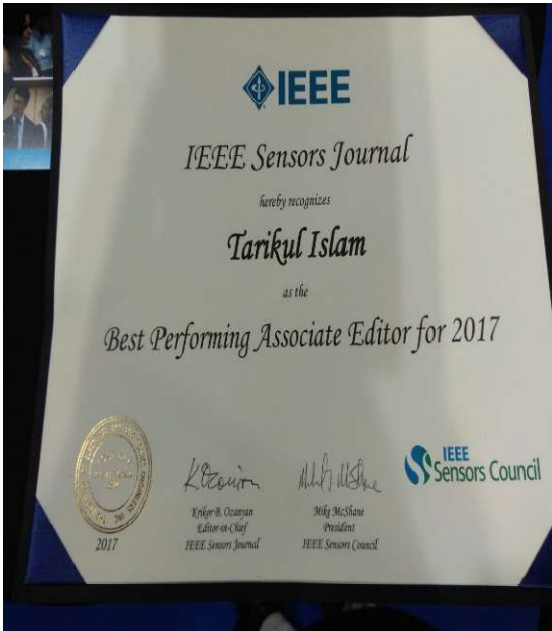 IEEE
IEEE Sensors Journal
hereby recognizes
Tarikul Islam
as the
Best Performing Associate Editor for 2017
IEEE
Sensors Council
Krikor B. Ozanyan
Editor-in-Chief
IEEE Sensors Journal
Mike McShane
President
IEEE Sensors Council
2017